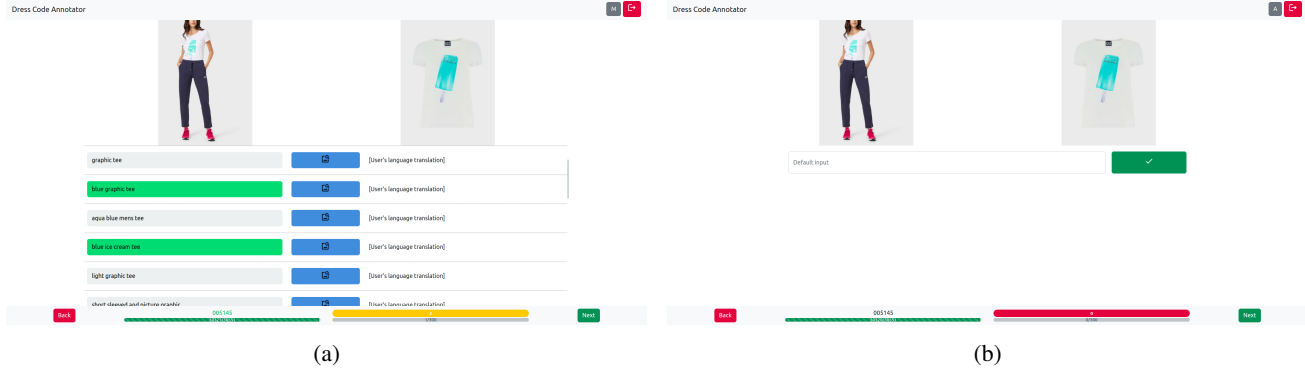 Dress Code Annotator
M
graphic tee
[User's language translation]
blue graphic tee
[User's language translation]
aqua blue mens tee
[User's language translation]
blue ice cream tee
[User's language translation]
light graphic tee
[User's language translation]
short sleeved and picture graphic
[User's language translation]
Back
005145
Next
(a)
Dress Code Annotator
A
Default input
Back
005145
0
Next
(b)